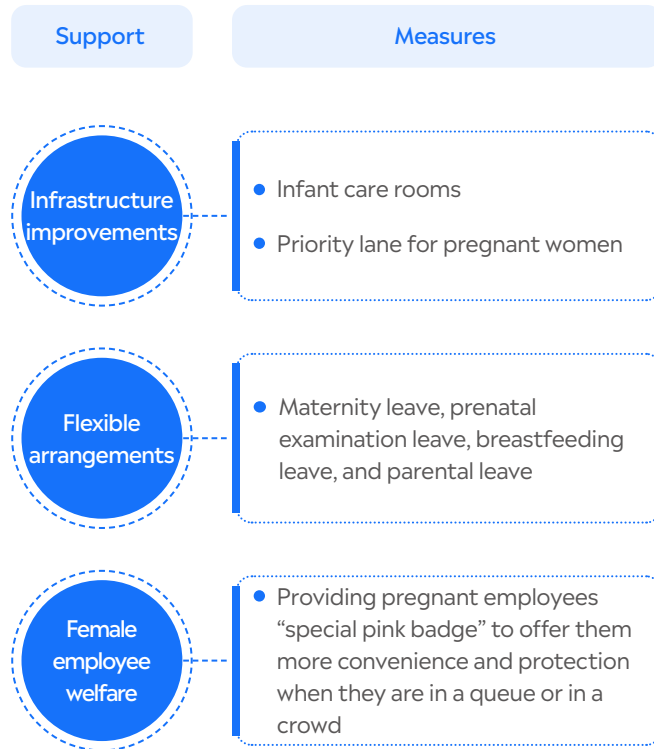 Support
Measures
Infrastructure
improvements
• Infant care rooms
• Priority lane for pregnant women
Flexible
arrangements
• Maternity leave, prenatal
examination leave, breastfeeding
leave, and parental leave
Female
employee
welfare
• Providing pregnant employees
“special pink badge” to offer them
more convenience and protection
when they are in a queue or in a
crowd